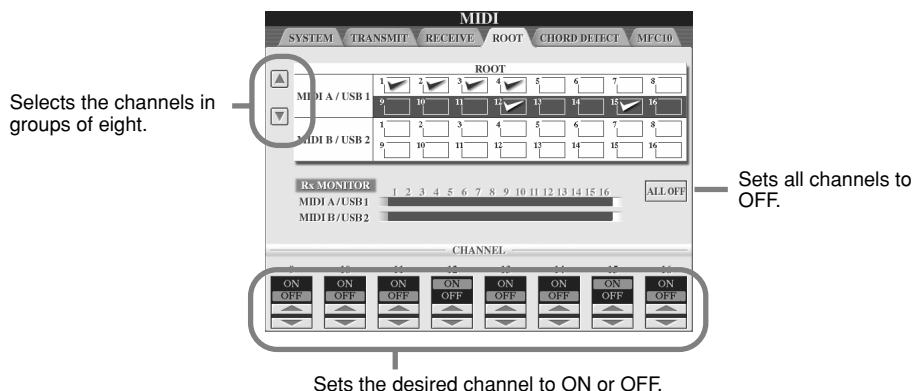 MIDI
SYSTEM TRANSMIT RECEIVE ROOT CHORD DETECT MFC10
ROOT
MIDI A / USB 1
1 2 3 4 5 6 7 8
9 10 11 12 13 14 15 16
MIDI B / USB 2
1 2 3 4 5 6 7 8
9 10 11 12 13 14 15 16
Selects the channels in
groups of eight.
Rx MONITOR 1 2 3 4 5 6 7 8 9 10 11 12 13 14 15 16
MIDI A / USB1
MIDI B / USB2
ALL OFF
Sets all channels to
OFF.
CHANNEL
9 10 11 12 13 14 15 16
ON ON ON ON ON ON ON ON
OFF OFF OFF OFF OFF OFF OFF OFF
Sets the desired channel to ON or OFF.